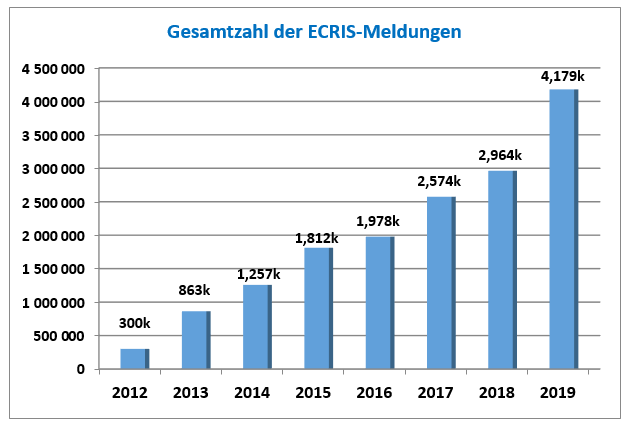 Gesamtzahl der ECRIS-Meldungen
4 500 000
4 000 000
3 500 000
3 000 000
2 500 000
2 000 000
1 500 000
1 000 000
500 000
0
300k
863k
1,257k
1,812k
1,978k
2,574k
2,964k
4,179k
2012 2013 2014 2015 2016 2017 2018 2019